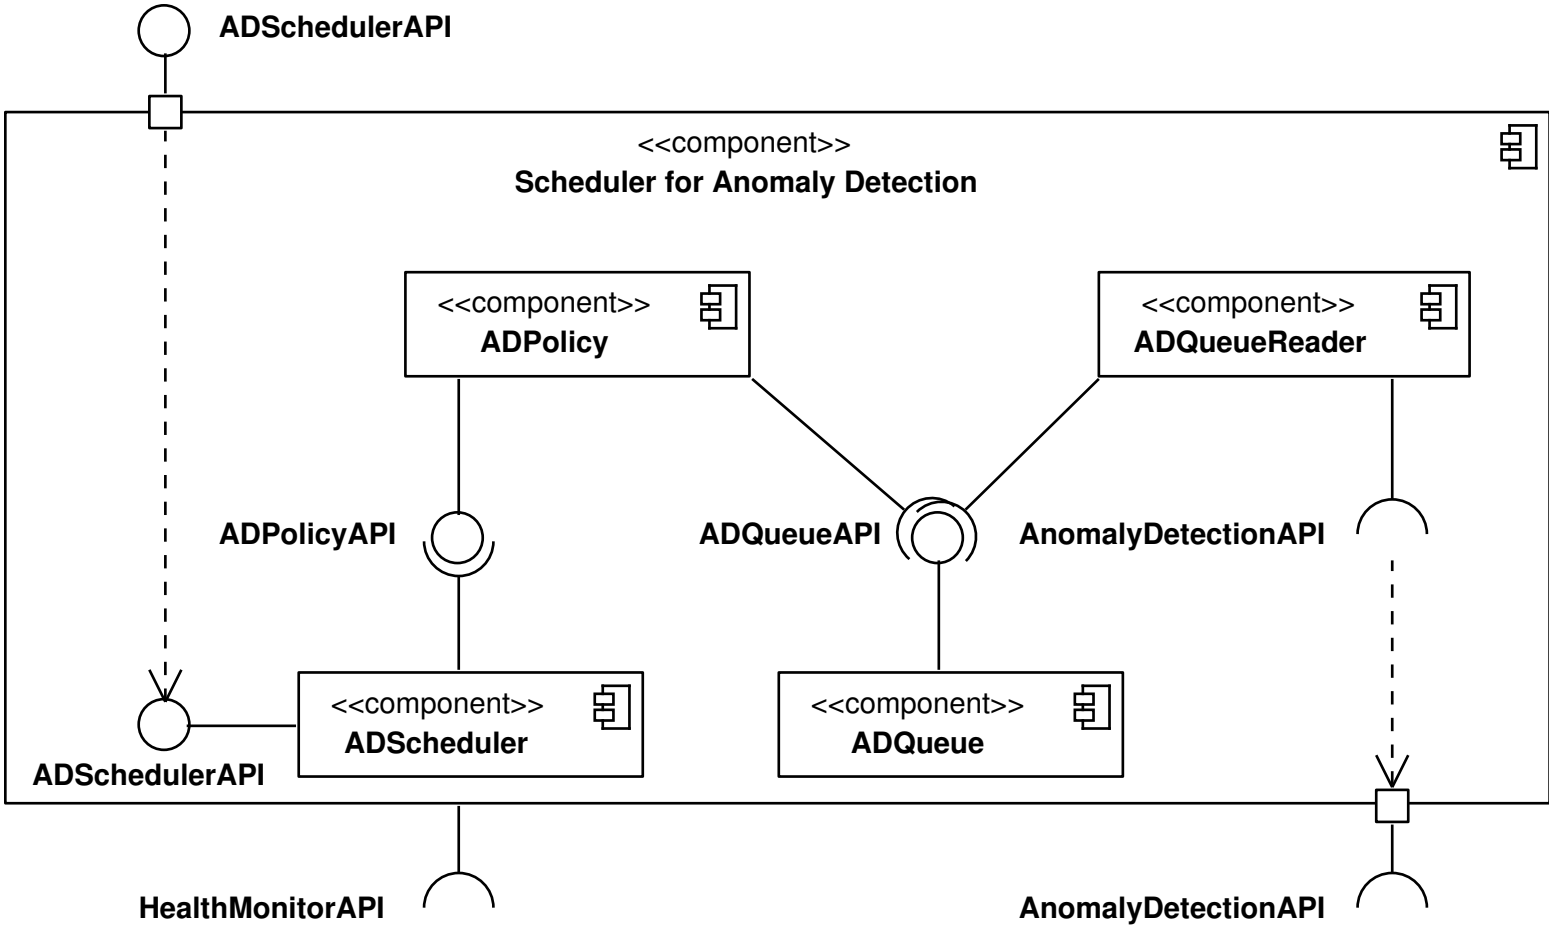 ADSchedulerAPI
<<component>>
Scheduler for Anomaly Detection
<<component>>
ADPolicy
<<component>>
ADQueueReader
ADPolicyAPI
ADQueueAPI
AnomalyDetectionAPI
<<component>>
ADScheduler
<<component>>
ADQueue
ADSchedulerAPI
HealthMonitorAPI
AnomalyDetectionAPI